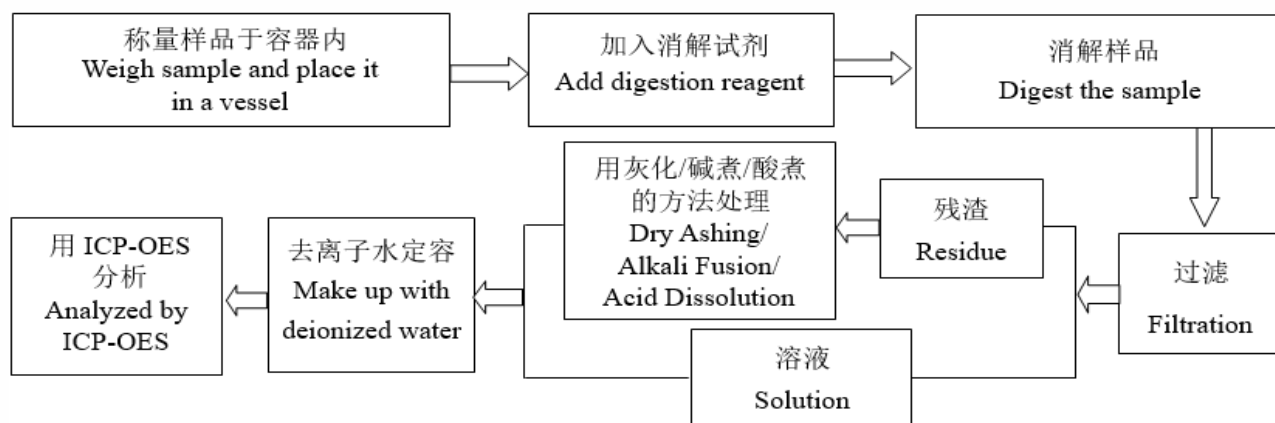 称量样品于容器内
Weigh sample and place it
in a vessel
加入消解试剂
Add digestion reagent
消解样品
Digest the sample
过滤
Filtration
残渣
Residue
用灰化/碱煮/酸煮
的方法处理
Dry Ashing/
Alkali Fusion/
Acid Dissolution
溶液
Solution
去离子水定容
Make up with
deionized water
用 ICP-OES
分析
Analyzed by
ICP-OES